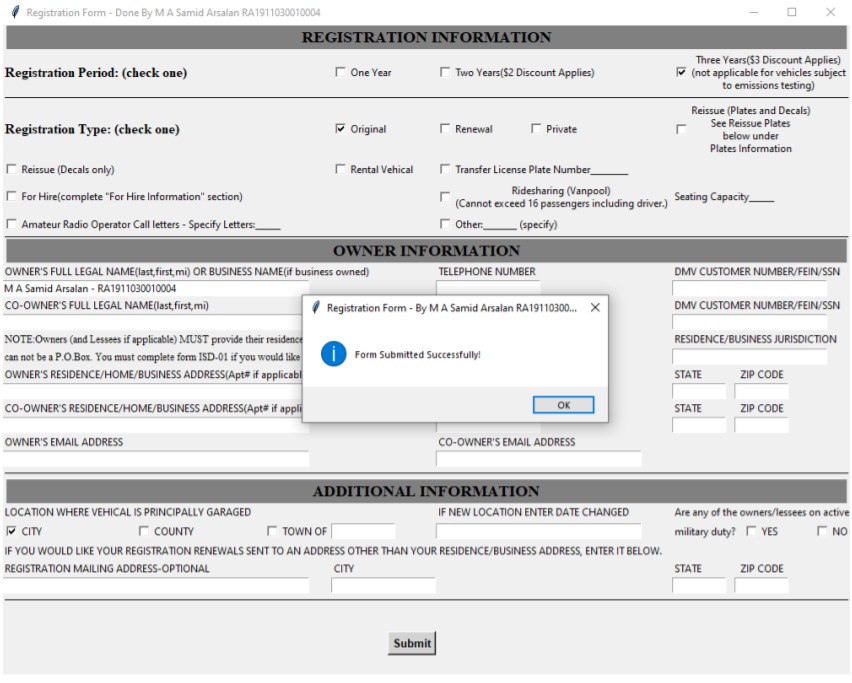 Registration Form - Done By M A Samid Arsalan RA1911030010004
REGISTRATION INFORMATION
Registration Period: (check one)
One Year
Two Years($2 Discount Applies)
Three Years($3 Discount Applies)
(not applicable for vehicles subject
to emissions testing)
Registration Type: (check one)
Original
Renewal
Private
Reissue (Plates and Decals)
See Reissue Plates
below under
Plates Information
Reissue (Decals only)
Rental Vehical
Transfer License Plate Number_______
For Hire(complete "For Hire Information" section)
Ridesharing (Vanpool)
(Cannot exceed 16 passengers including driver.)
Seating Capacity_____
Amateur Radio Operator Call letters - Specify Letters:_____
Other:______ (specify)
OWNER INFORMATION
OWNER'S FULL LEGAL NAME(last,first,mi) OR BUSINESS NAME(if business owned)
TELEPHONE NUMBER
DMV CUSTOMER NUMBER/FEIN/SSN
M A Samid Arsalan - RA1911030010004
CO-OWNER'S FULL LEGAL NAME(last,first,mi)
DMV CUSTOMER NUMBER/FEIN/SSN
Registration Form - By M A Samid Arsalan RA19110300...
Form Submitted Successfully!
OK
NOTE:Owners (and Lessees if applicable) MUST provide their residence
can not be a P.O.Box. You must complete form ISD-01 if you would like
RESIDENCE/BUSINESS JURISDICTION
OWNER'S RESIDENCE/HOME/BUSINESS ADDRESS(Apt# if applicabl
STATE
ZIP CODE
CO-OWNER'S RESIDENCE/HOME/BUSINESS ADDRESS(Apt# if appli
STATE
ZIP CODE
OWNER'S EMAIL ADDRESS
CO-OWNER'S EMAIL ADDRESS
ADDITIONAL INFORMATION
LOCATION WHERE VEHICAL IS PRINCIPALLY GARAGED
IF NEW LOCATION ENTER DATE CHANGED
Are any of the owners/lessees on active
CITY
COUNTY
TOWN OF
military duty?
YES
NO
IF YOU WOULD LIKE YOUR REGISTRATION RENEWALS SENT TO AN ADDRESS OTHER THAN YOUR RESIDENCE/BUSINESS ADDRESS, ENTER IT BELOW.
REGISTRATION MAILING ADDRESS-OPTIONAL
CITY
STATE
ZIP CODE
Submit